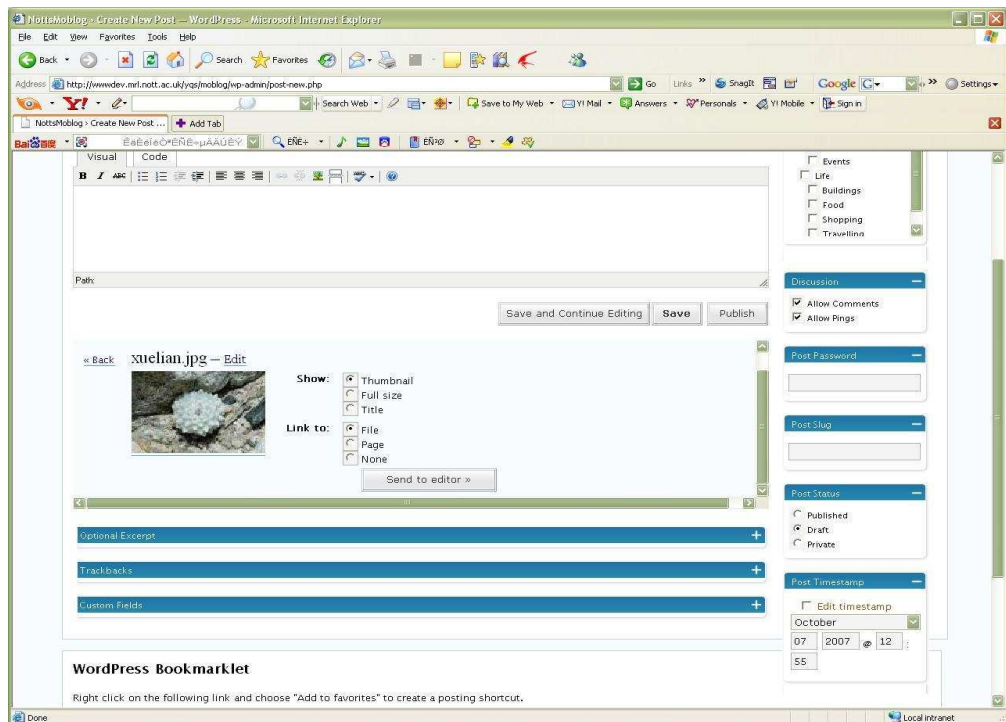 NottsMoblog › Create New Post — WordPress - Microsoft Internet Explorer
File Edit View Favorites Tools Help
Back Search Favorites
Address http://wwwdev.mrl.nott.ac.uk/yqs/moblog/wp-admin/post-new.php Go Links » SnagIt Google G » Settings
Y! Search Web Save to My Web Y! Mail Answers Personals Y! Mobile Sign in
NottsMoblog › Create New Post ... Add Tab
Bai百度
Visual Code
B I ABC
Path:
Save and Continue Editing Save Publish
« Back xuelian.jpg — Edit
Show: Thumbnail
Full size
Title
Link to: File
Page
None
Send to editor »
Optional Excerpt +
Trackbacks +
Custom Fields +
Events
Life
Buildings
Food
Shopping
Travelling
Discussion
Allow Comments
Allow Pings
Post Password
Post Slug
Post Status
Published
Draft
Private
Post Timestamp
Edit timestamp
October
07 2007 @ 12 :
55
WordPress Bookmarklet
Right click on the following link and choose "Add to favorites" to create a posting shortcut.
Done Local intranet